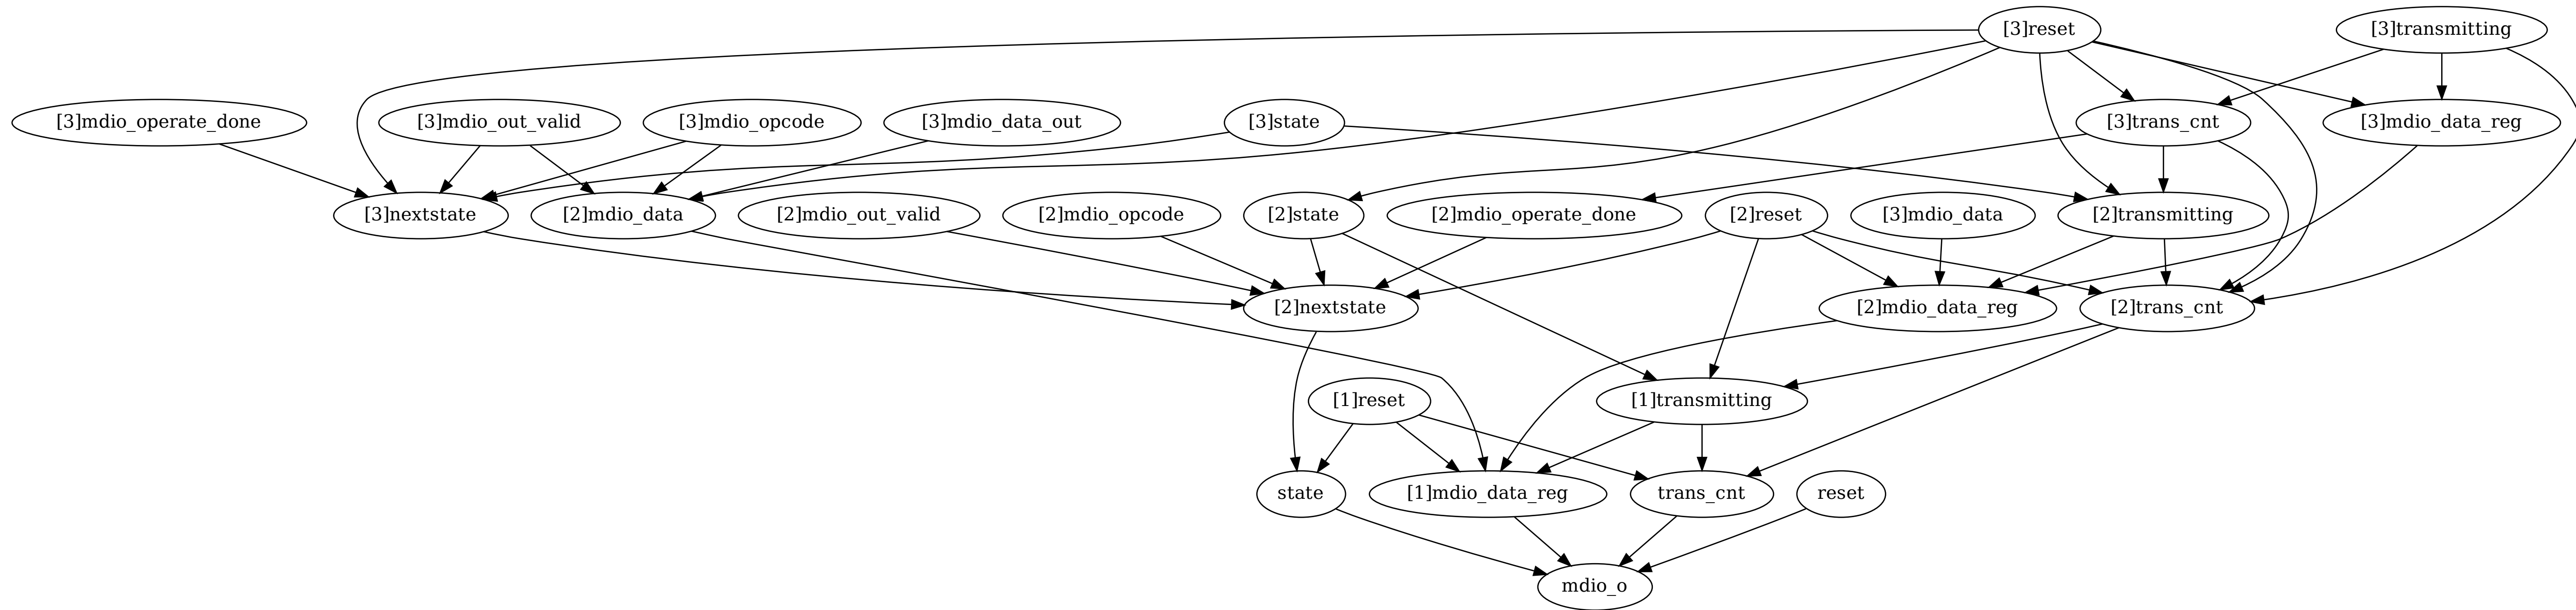 [3]reset
[3]transmitting
[3]mdio_operate_done
[3]mdio_out_valid
[3]mdio_opcode
[3]mdio_data_out
[3]state
[3]trans_cnt
[3]mdio_data_reg
[3]nextstate
[2]mdio_data
[2]mdio_out_valid
[2]mdio_opcode
[2]state
[2]mdio_operate_done
[2]reset
[3]mdio_data
[2]transmitting
[2]nextstate
[2]mdio_data_reg
[2]trans_cnt
[1]reset
[1]transmitting
state
[1]mdio_data_reg
trans_cnt
reset
mdio_o